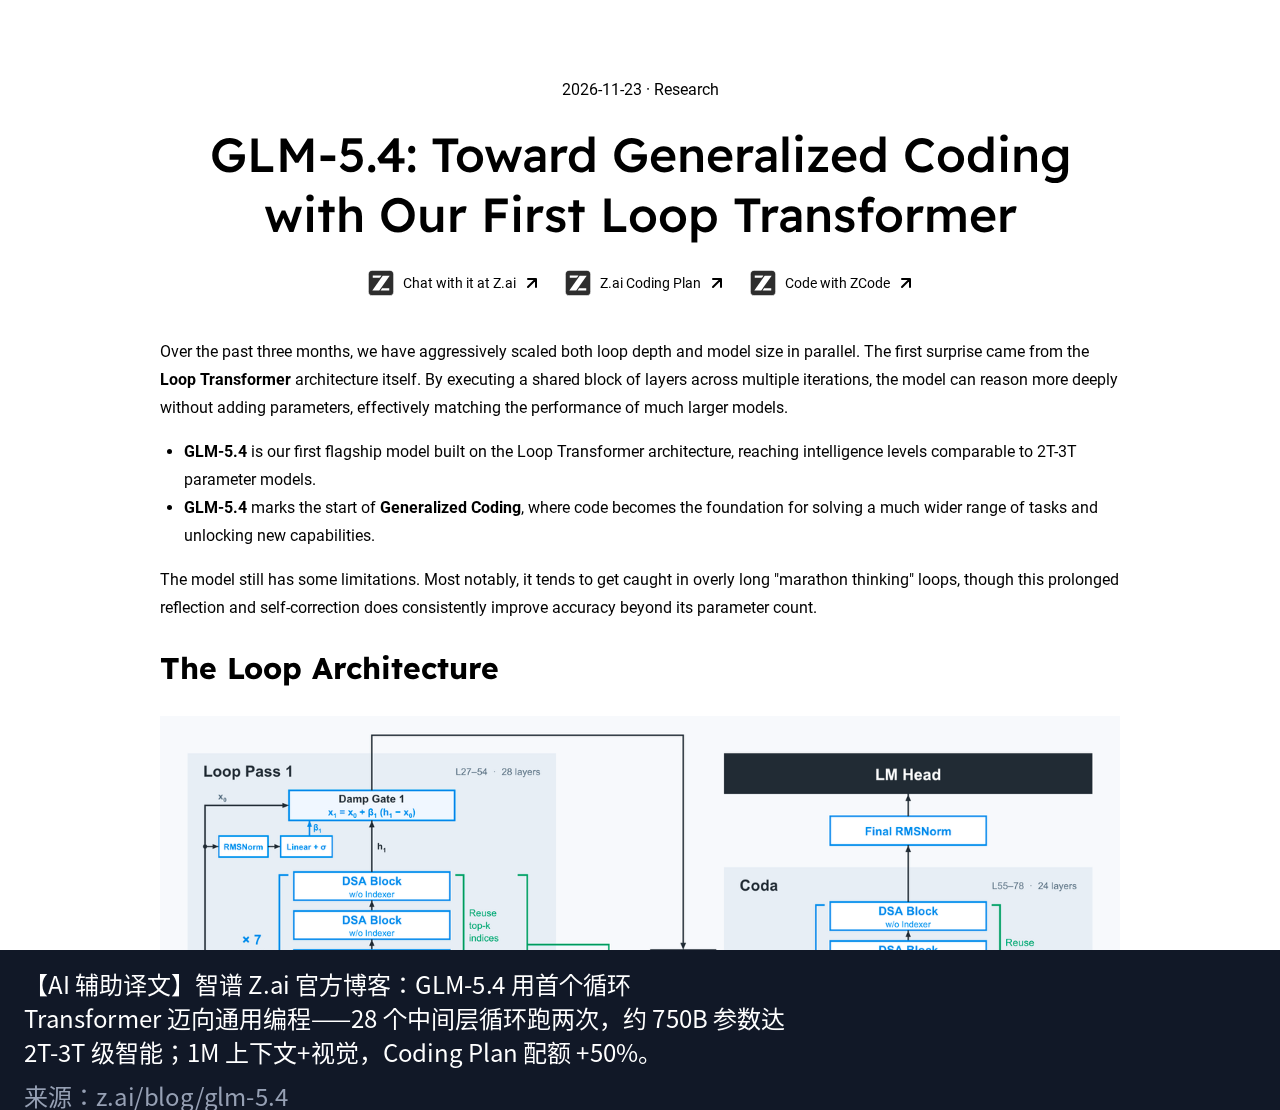 2026-11-23 · Research
GLM-5.4: Toward Generalized Coding
with Our First Loop Transformer
Chat with it at Z.ai
Z.ai Coding Plan
Code with ZCode
Over the past three months, we have aggressively scaled both loop depth and model size in parallel. The first surprise came from the
Loop Transformer architecture itself. By executing a shared block of layers across multiple iterations, the model can reason more deeply
without adding parameters, effectively matching the performance of much larger models.
• GLM-5.4 is our first flagship model built on the Loop Transformer architecture, reaching intelligence levels comparable to 2T-3T
parameter models.
• GLM-5.4 marks the start of Generalized Coding, where code becomes the foundation for solving a much wider range of tasks and
unlocking new capabilities.
The model still has some limitations. Most notably, it tends to get caught in overly long "marathon thinking" loops, though this prolonged
reflection and self-correction does consistently improve accuracy beyond its parameter count.
The Loop Architecture
Loop Pass 1
L27–54 · 28 layers
x₀
Damp Gate 1
x₁ = x₀ + β₁ (h₁ − x₀)
β₁
RMSNorm
Linear + σ
h₁
DSA Block
w/o Indexer
DSA Block
w/o Indexer
× 7
Reuse
top-k
indices
LM Head
Final RMSNorm
Coda
L55–78 · 24 layers
DSA Block
w/o Indexer
DSA Block
Reuse
【AI 辅助译文】智谱 Z.ai 官方博客：GLM-5.4 用首个循环
Transformer 迈向通用编程——28 个中间层循环跑两次，约 750B 参数达
2T-3T 级智能；1M 上下文+视觉，Coding Plan 配额 +50%。
来源：z.ai/blog/glm-5.4